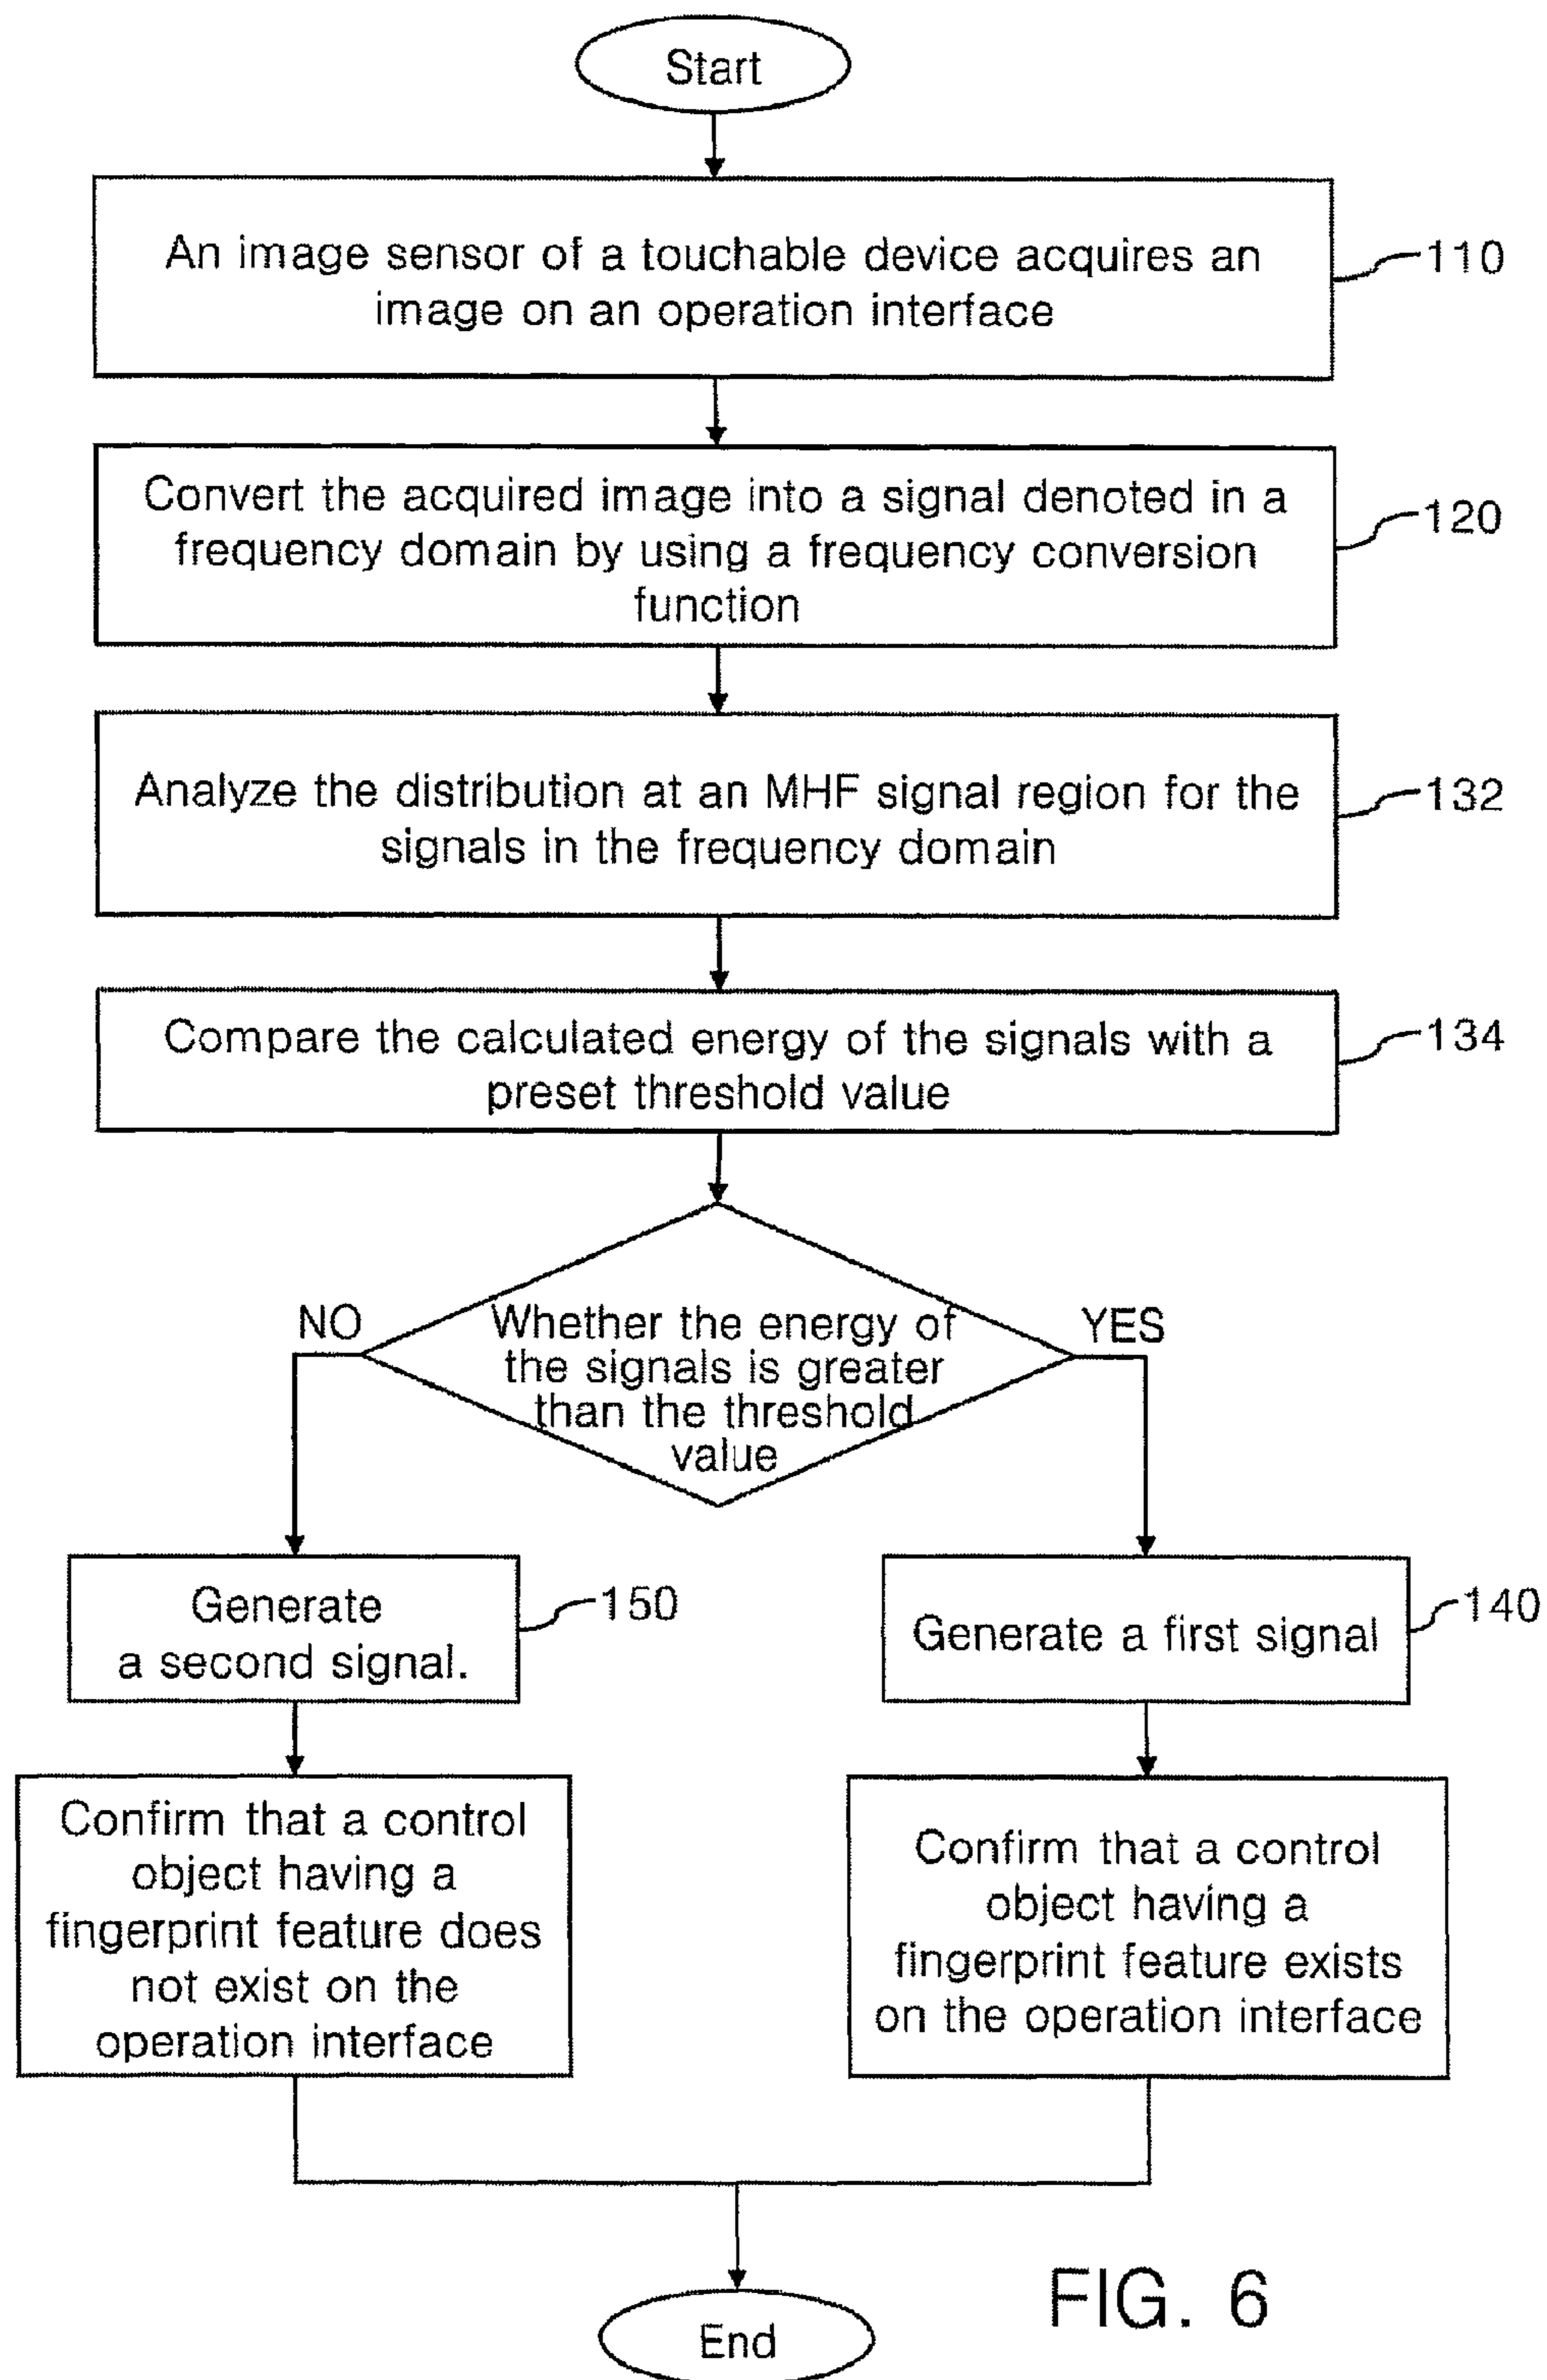 Start
An image sensor of a touchable device acquires an
image on an operation interface
110
Convert the acquired image into a signal denoted in a
frequency domain by using a frequency conversion
function
120
Analyze the distribution at an MHF signal region for the
signals in the frequency domain
132
Compare the calculated energy of the signals with a
preset threshold value
134
NO
Whether the energy of
the signals is greater
than the threshold
value
YES
Generate
a second signal.
150
Generate a first signal
140
Confirm that a control
object having a
fingerprint feature does
not exist on the
operation interface
Confirm that a control
object having a
fingerprint feature exists
on the operation interface
End
FIG. 6